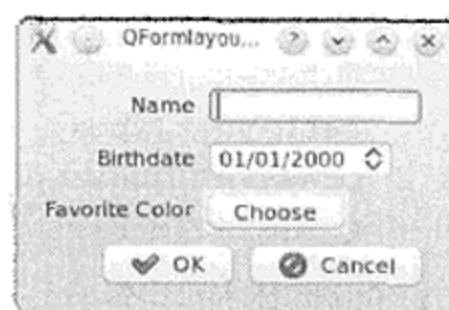 QFormlayou...
Name
Birthdate 01/01/2000
Favorite Color Choose
OK Cancel